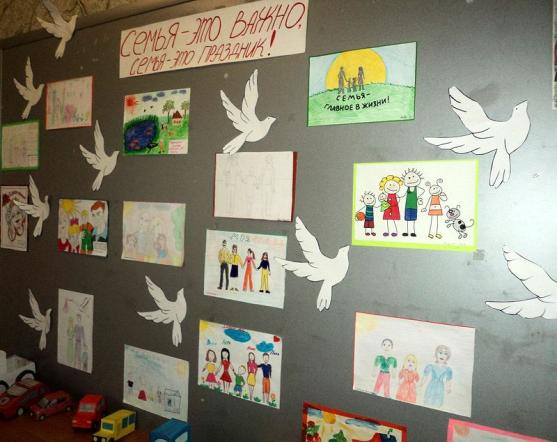 СЕМЬЯ-ЭТО ВАЖНО,
СЕМЬЯ-ЭТО ПРАЗДНИК!
СЕМЬЯ-
ГЛАВНОЕ В ЖИЗНИ!